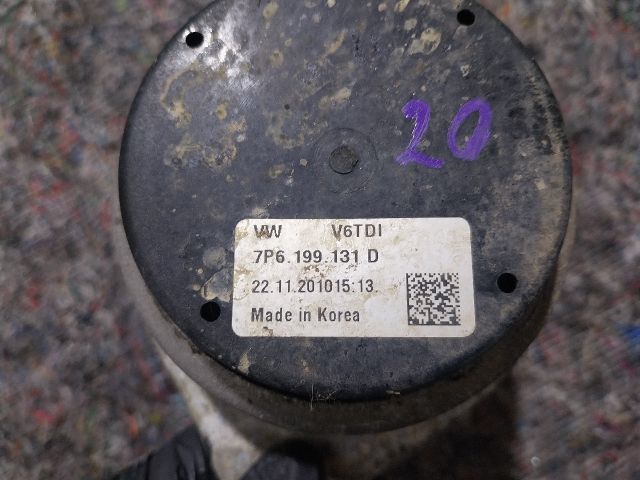 20
VW V6TDI
7P6.199.131 D
22.11.201015:13
Made in Korea